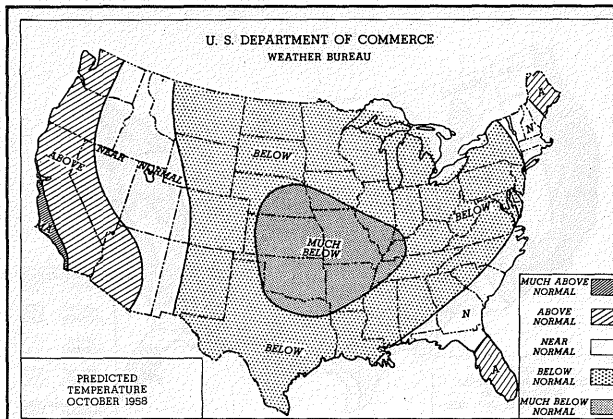 U. S. DEPARTMENT OF COMMERCE
WEATHER BUREAU
A
N
ABOVE
NEAR NORMAL
BELOW
BELOW
MUCH
BELOW
N
BELOW
A
MUCH ABOVE
NORMAL
ABOVE
NORMAL
NEAR
NORMAL
BELOW
NORMAL
MUCH BELOW
NORMAL
PREDICTED
TEMPERATURE
OCTOBER 1958